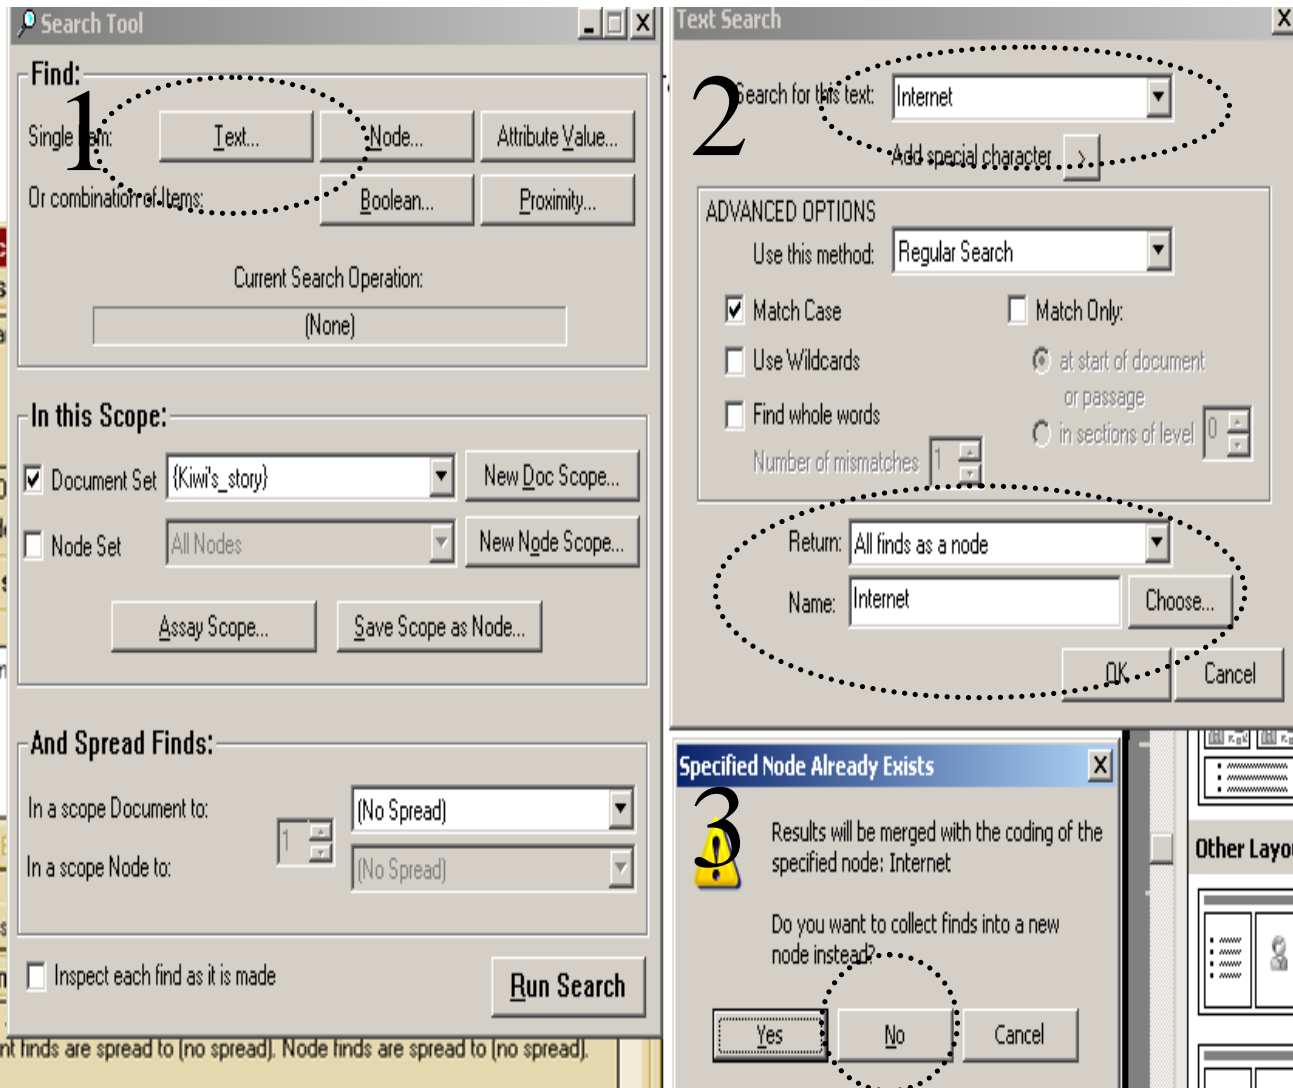 Search Tool
Find:
1
Single Item:
Text...
Node...
Attribute Value...
Or combination of Items:
Boolean...
Proximity...
Current Search Operation:
(None)
In this Scope:
Document Set
{Kiwi's_story}
New Doc Scope...
Node Set
All Nodes
New Node Scope...
Assay Scope...
Save Scope as Node...
And Spread Finds:
In a scope Document to:
1
(No Spread)
In a scope Node to:
(No Spread)
Inspect each find as it is made
Run Search
finds are spread to (no spread). Node finds are spread to (no spread).
Text Search
2
Search for this text:
Internet
Add special character
>
ADVANCED OPTIONS
Use this method:
Regular Search
Match Case
Match Only:
Use Wildcards
at start of document
or passage
Find whole words
in sections of level
0
Number of mismatches
1
Return:
All finds as a node
Name:
Internet
Choose...
OK
Cancel
Specified Node Already Exists
3
Results will be merged with the coding of the
specified node: Internet
Do you want to collect finds into a new
node instead?
Yes
No
Cancel
Other Layou